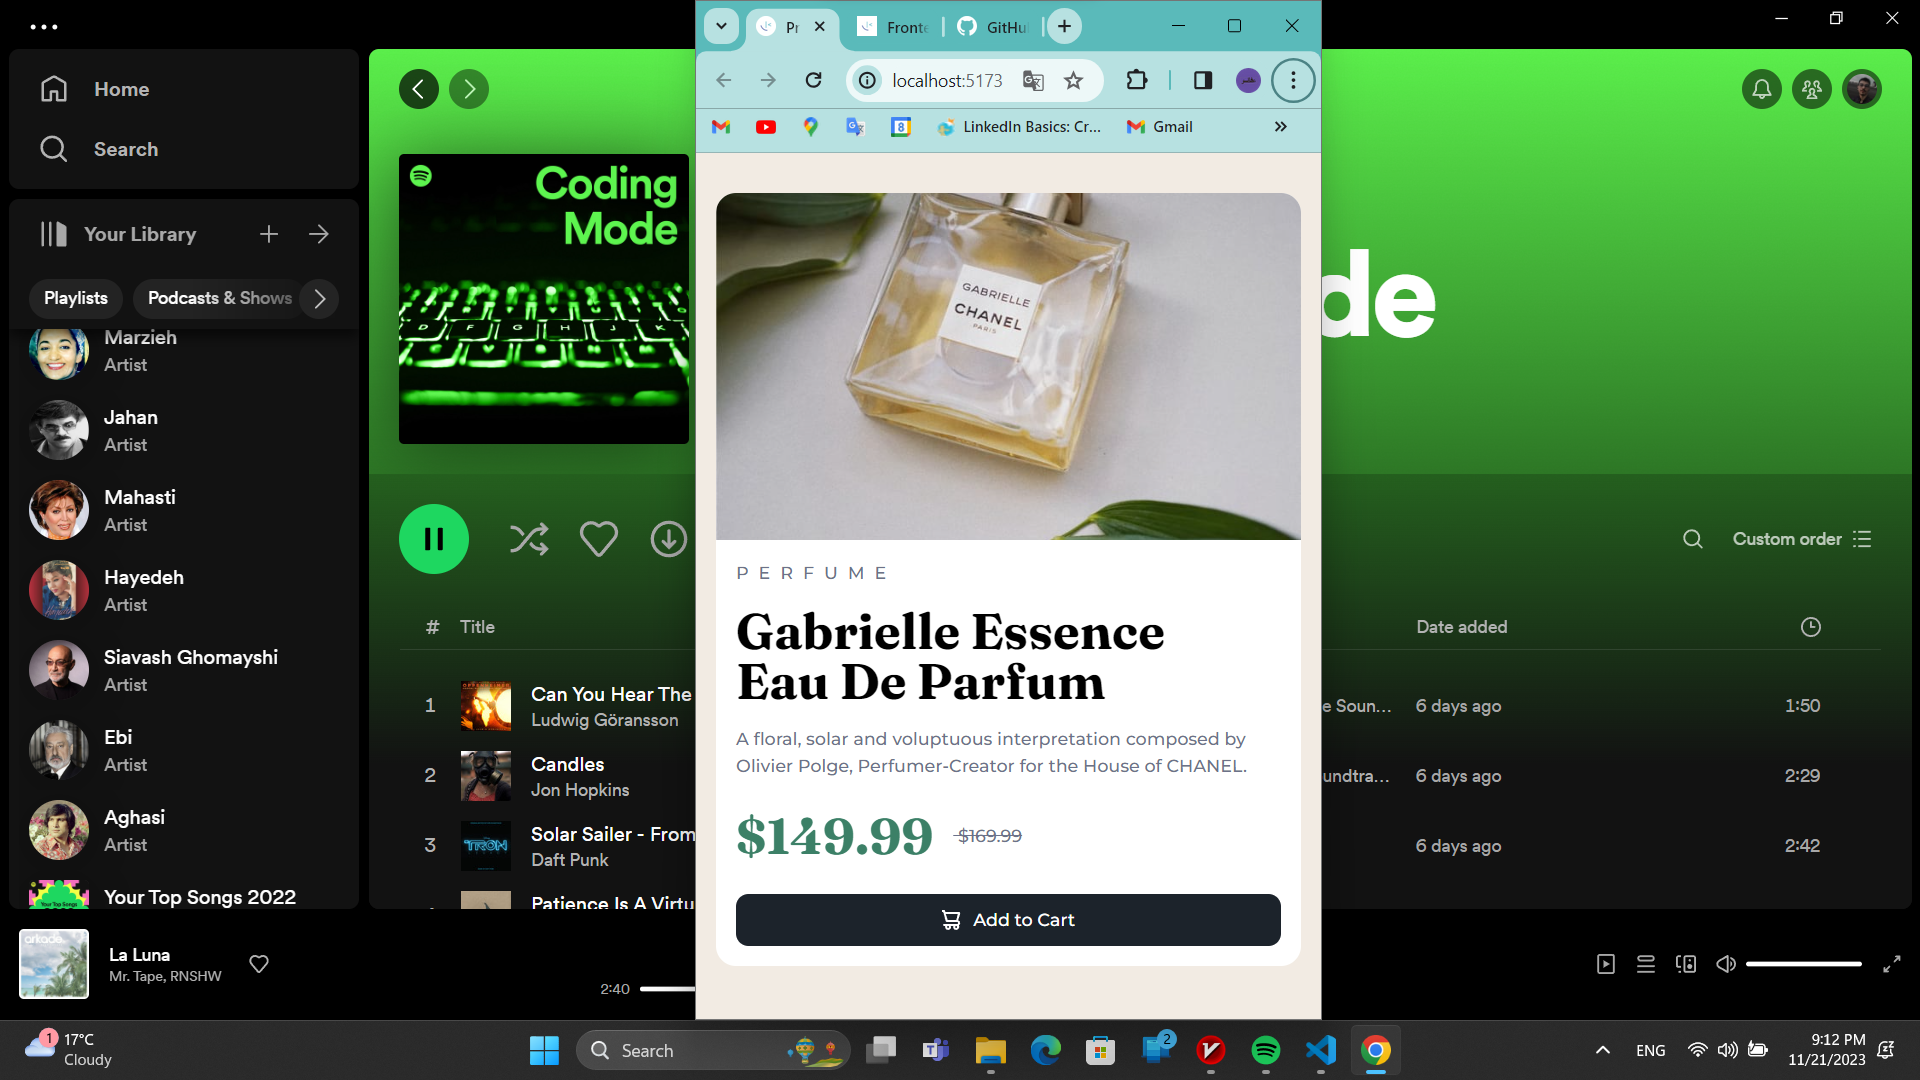 Home
Search
Your Library
Playlists
Podcasts & Shows
Marzieh
Artist
Jahan
Artist
Mahasti
Artist
Hayedeh
Artist
Siavash Ghomayshi
Artist
Ebi
Artist
Aghasi
Artist
Your Top Songs 2022
Coding
Mode
D F G H J K
de
# Title
Date added
Custom order
1
Can You Hear The
Ludwig Göransson
e Soun...
6 days ago
1:50
2
Candles
Jon Hopkins
undtra...
6 days ago
2:29
3
TRON
Solar Sailer - From
Daft Punk
6 days ago
2:42
Patience Is A Virtu
Pr
Fronte
GitHu
localhost:5173
8
LinkedIn Basics: Cr...
Gmail
GABRIELLE
CHANEL
PARIS
PERFUME
Gabrielle Essence
Eau De Parfum
A floral, solar and voluptuous interpretation composed by
Olivier Polge, Perfumer-Creator for the House of CHANEL.
$149.99
$169.99
Add to Cart
arkade
La Luna
Mr. Tape, RNSHW
2:40
1
17°C
Cloudy
Search
2
ENG
9:12 PM
11/21/2023